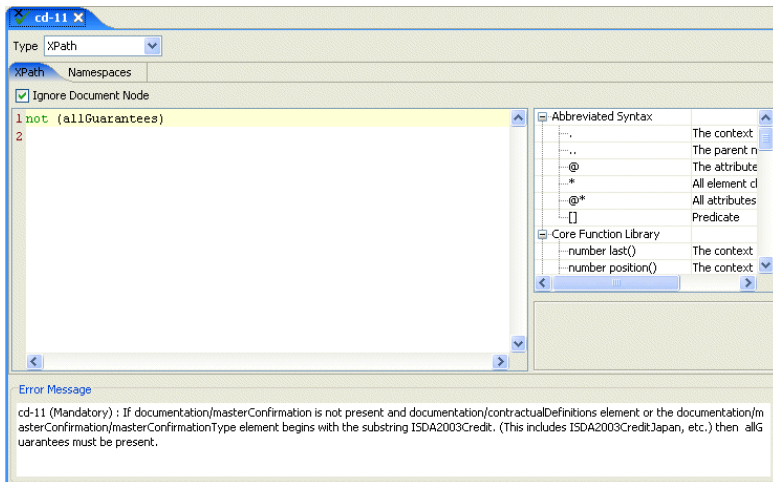 cd-11 X
Type XPath
XPath Namespaces
Ignore Document Node
1 not (allGuarantees)
2
Abbreviated Syntax
. The context
.. The parent n
@ The attribute
* All element cl
@* All attributes
[] Predicate
Core Function Library
number last() The context
number position() The context
Error Message
cd-11 (Mandatory) : If documentation/masterConfirmation is not present and documentation/contractualDefinitions element or the documentation/m
asterConfirmation/masterConfirmationType element begins with the substring ISDA2003Credit. (This includes ISDA2003CreditJapan, etc.) then allG
uarantees must be present.